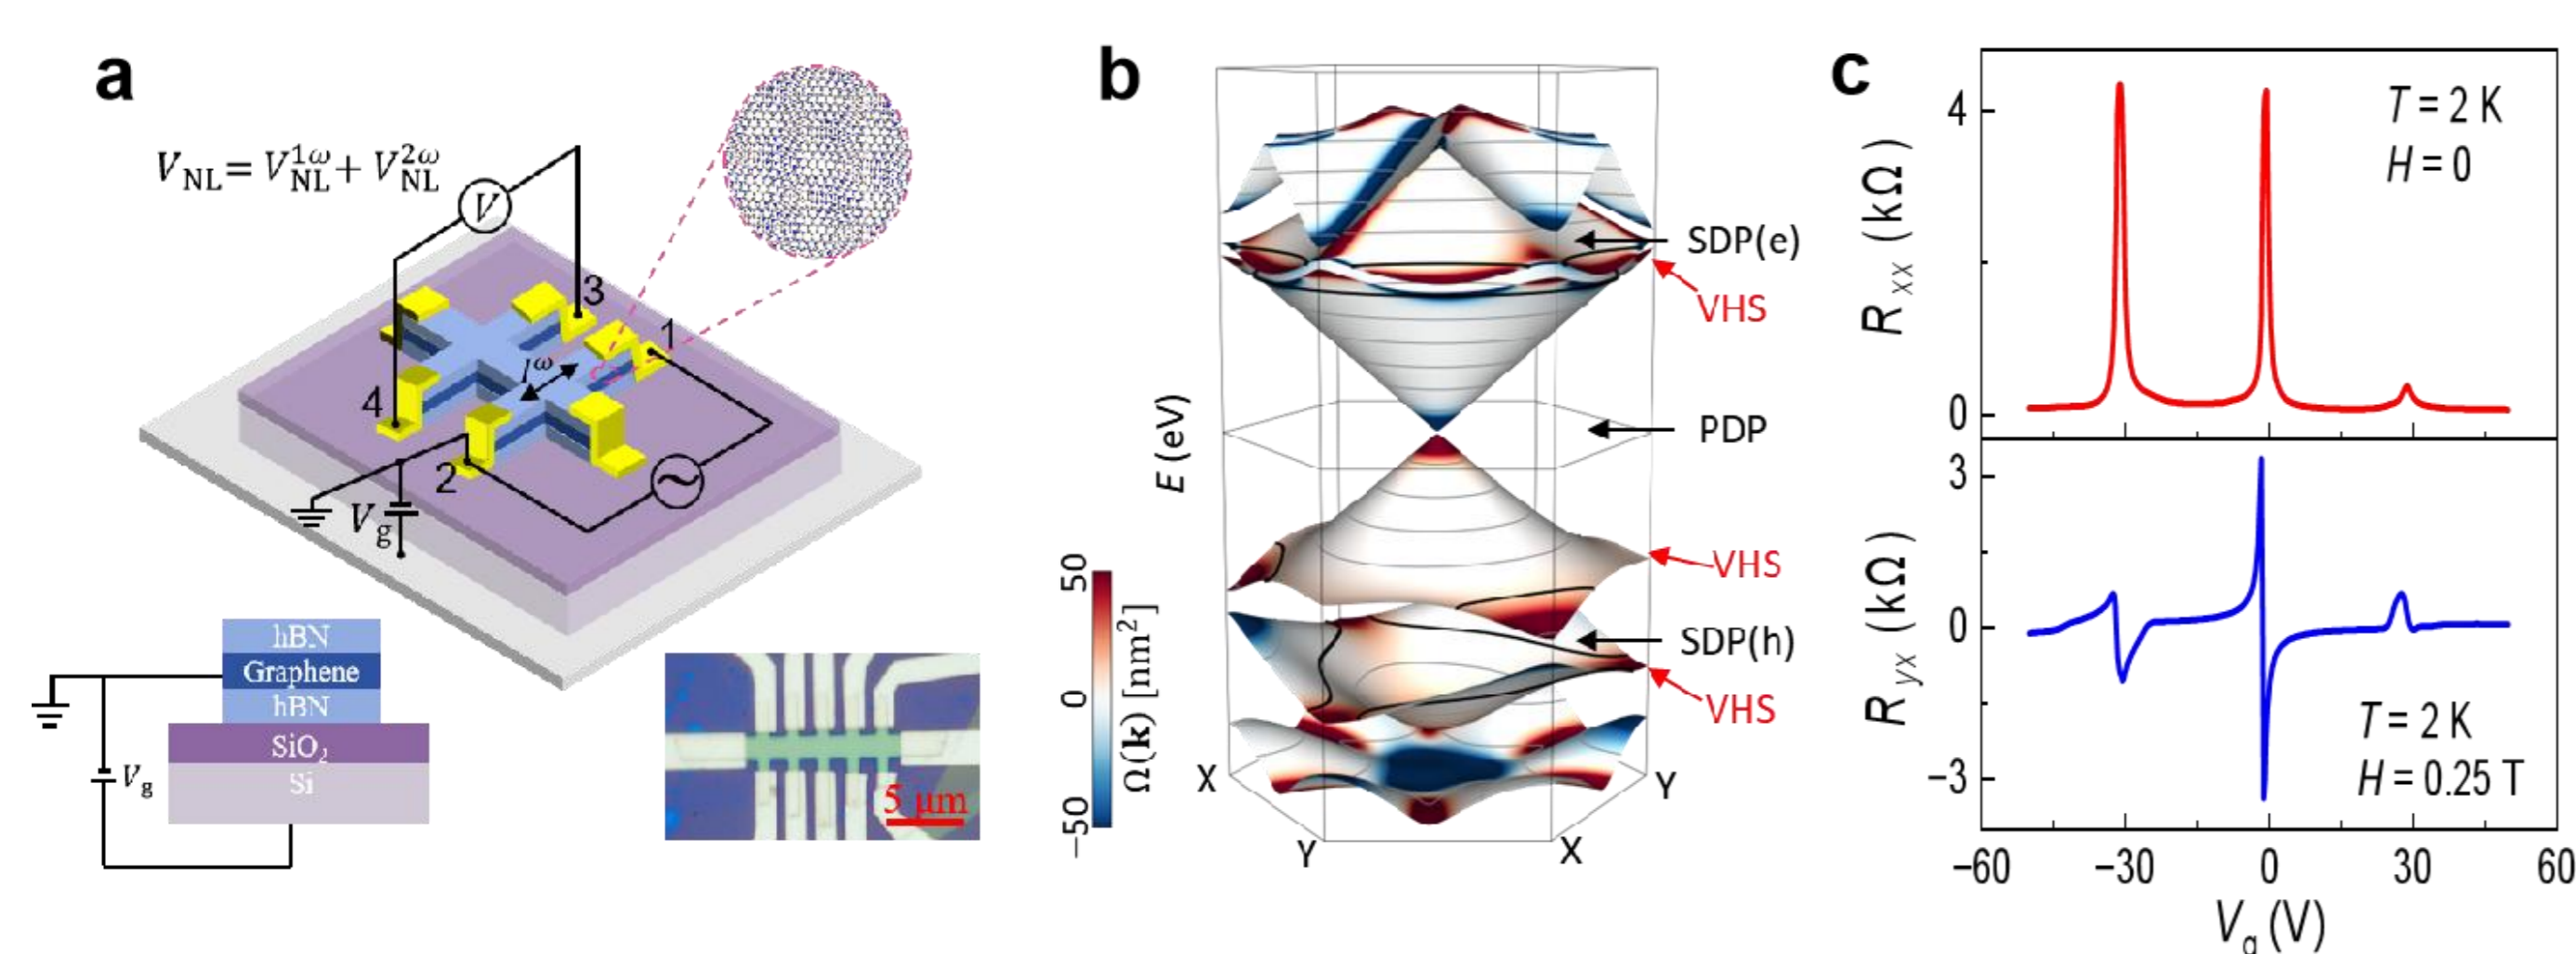 a
V_NL = V_NL^1ω + V_NL^2ω
V
3
1
I^ω
4
2
V_g
hBN
Graphene
hBN
SiO₂
Si
V_g
5 μm
b
SDP(e)
VHS
PDP
VHS
SDP(h)
VHS
E (eV)
50
0
−50
Ω(k) [nm²]
X
Y
Y
X
c
4
0
R_xx (kΩ)
T = 2 K
H = 0
3
0
−3
R_yx (kΩ)
T = 2 K
H = 0.25 T
−60
−30
0
30
60
V_g (V)